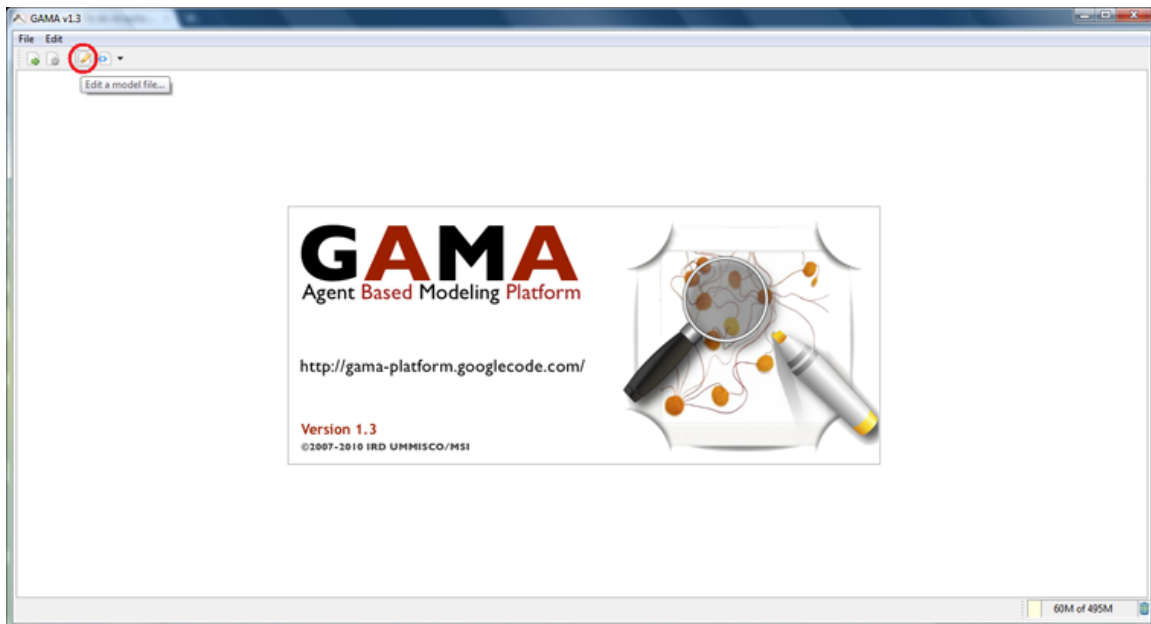 GAMA v1.3
File Edit
Edit a model file...
GAMA
Agent Based Modeling Platform
http://gama-platform.googlecode.com/
Version 1.3
©2007-2010 IRD UMMISCO/MSI
60M of 495M